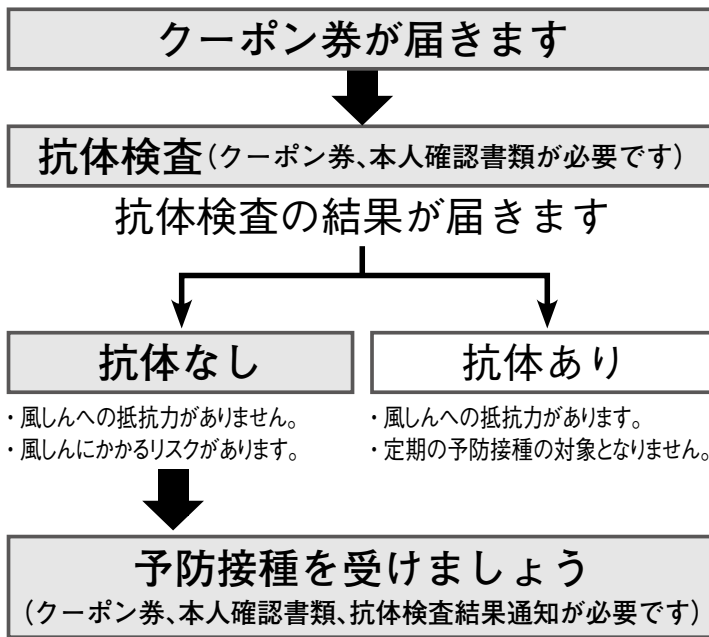 クーポン券が届きます
抗体検査(クーポン券、本人確認書類が必要です)
抗体検査の結果が届きます
抗体なし
・風しんへの抵抗力がありません。
・風しんにかかるリスクがあります。
抗体あり
・風しんへの抵抗力があります。
・定期の予防接種の対象となりません。
予防接種を受けましょう
(クーポン券、本人確認書類、抗体検査結果通知が必要です)